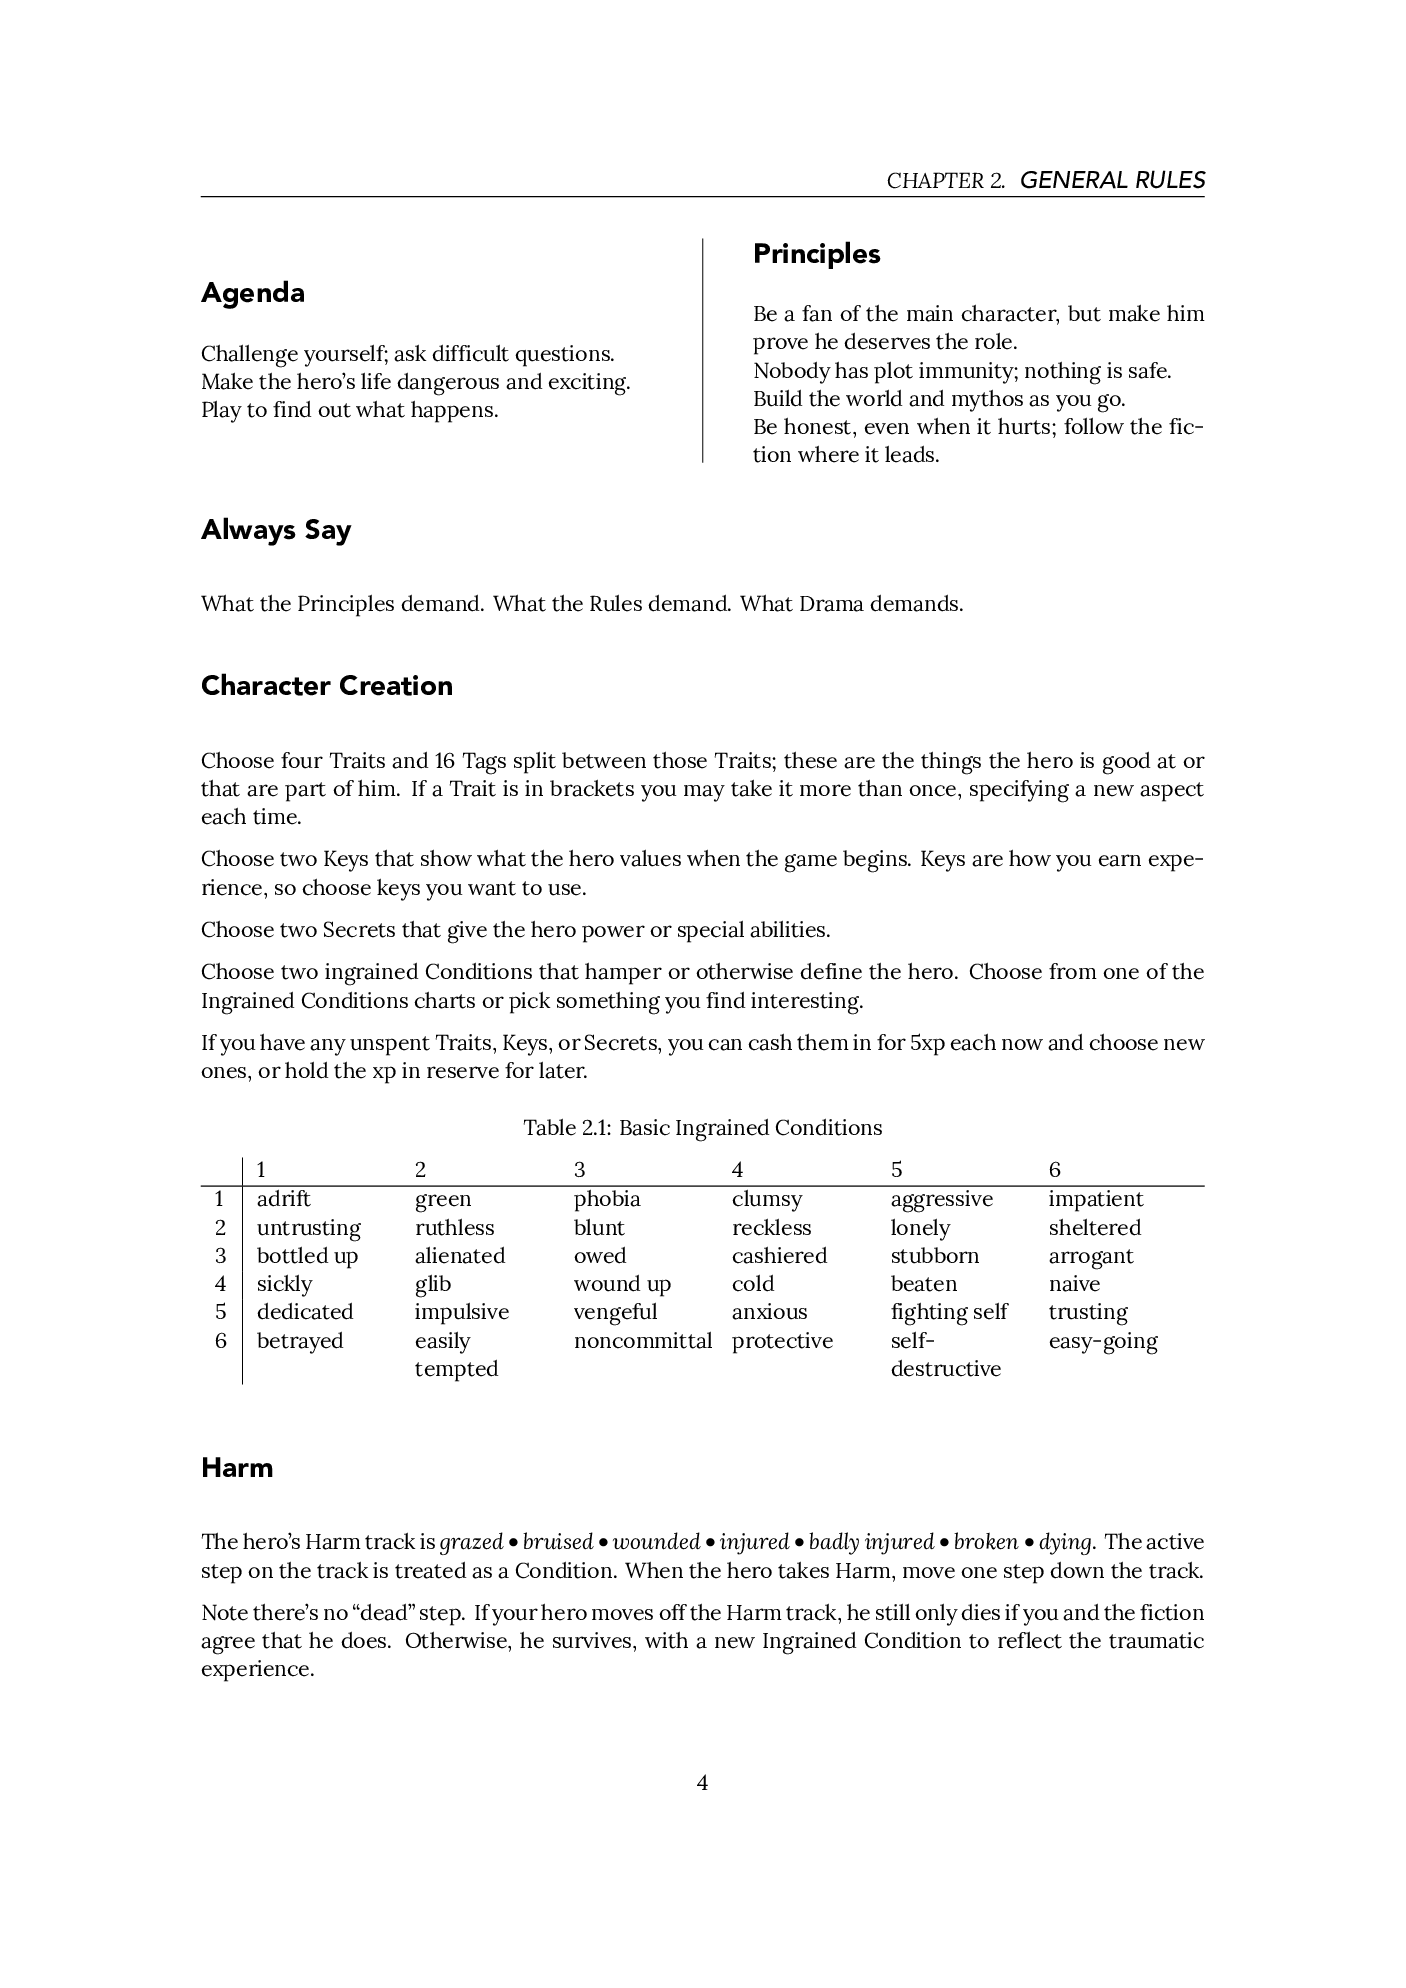 CHAPTER 2. GENERAL RULES
Agenda
Challenge yourself; ask difficult questions.
Make the hero's life dangerous and exciting.
Play to find out what happens.
Principles
Be a fan of the main character, but make him
prove he deserves the role.
Nobody has plot immunity; nothing is safe.
Build the world and mythos as you go.
Be honest, even when it hurts; follow the fic-
tion where it leads.
Always Say
What the Principles demand. What the Rules demand. What Drama demands.
Character Creation
Choose four Traits and 16 Tags split between those Traits; these are the things the hero is good at or
that are part of him. If a Trait is in brackets you may take it more than once, specifying a new aspect
each time.
Choose two Keys that show what the hero values when the game begins. Keys are how you earn expe-
rience, so choose keys you want to use.
Choose two Secrets that give the hero power or special abilities.
Choose two ingrained Conditions that hamper or otherwise define the hero. Choose from one of the
Ingrained Conditions charts or pick something you find interesting.
If you have any unspent Traits, Keys, or Secrets, you can cash them in for 5xp each now and choose new
ones, or hold the xp in reserve for later.
Table 2.1: Basic Ingrained Conditions
1 2 3 4 5 6
1 adrift green phobia clumsy aggressive impatient
2 untrusting ruthless blunt reckless lonely sheltered
3 bottled up alienated owed cashiered stubborn arrogant
4 sickly glib wound up cold beaten naive
5 dedicated impulsive vengeful anxious fighting self trusting
6 betrayed easily noncommittal protective self- easy-going
tempted destructive
Harm
The hero's Harm track is grazed • bruised • wounded • injured • badly injured • broken • dying. The active
step on the track is treated as a Condition. When the hero takes Harm, move one step down the track.
Note there's no “dead” step. If your hero moves off the Harm track, he still only dies if you and the fiction
agree that he does. Otherwise, he survives, with a new Ingrained Condition to reflect the traumatic
experience.
4